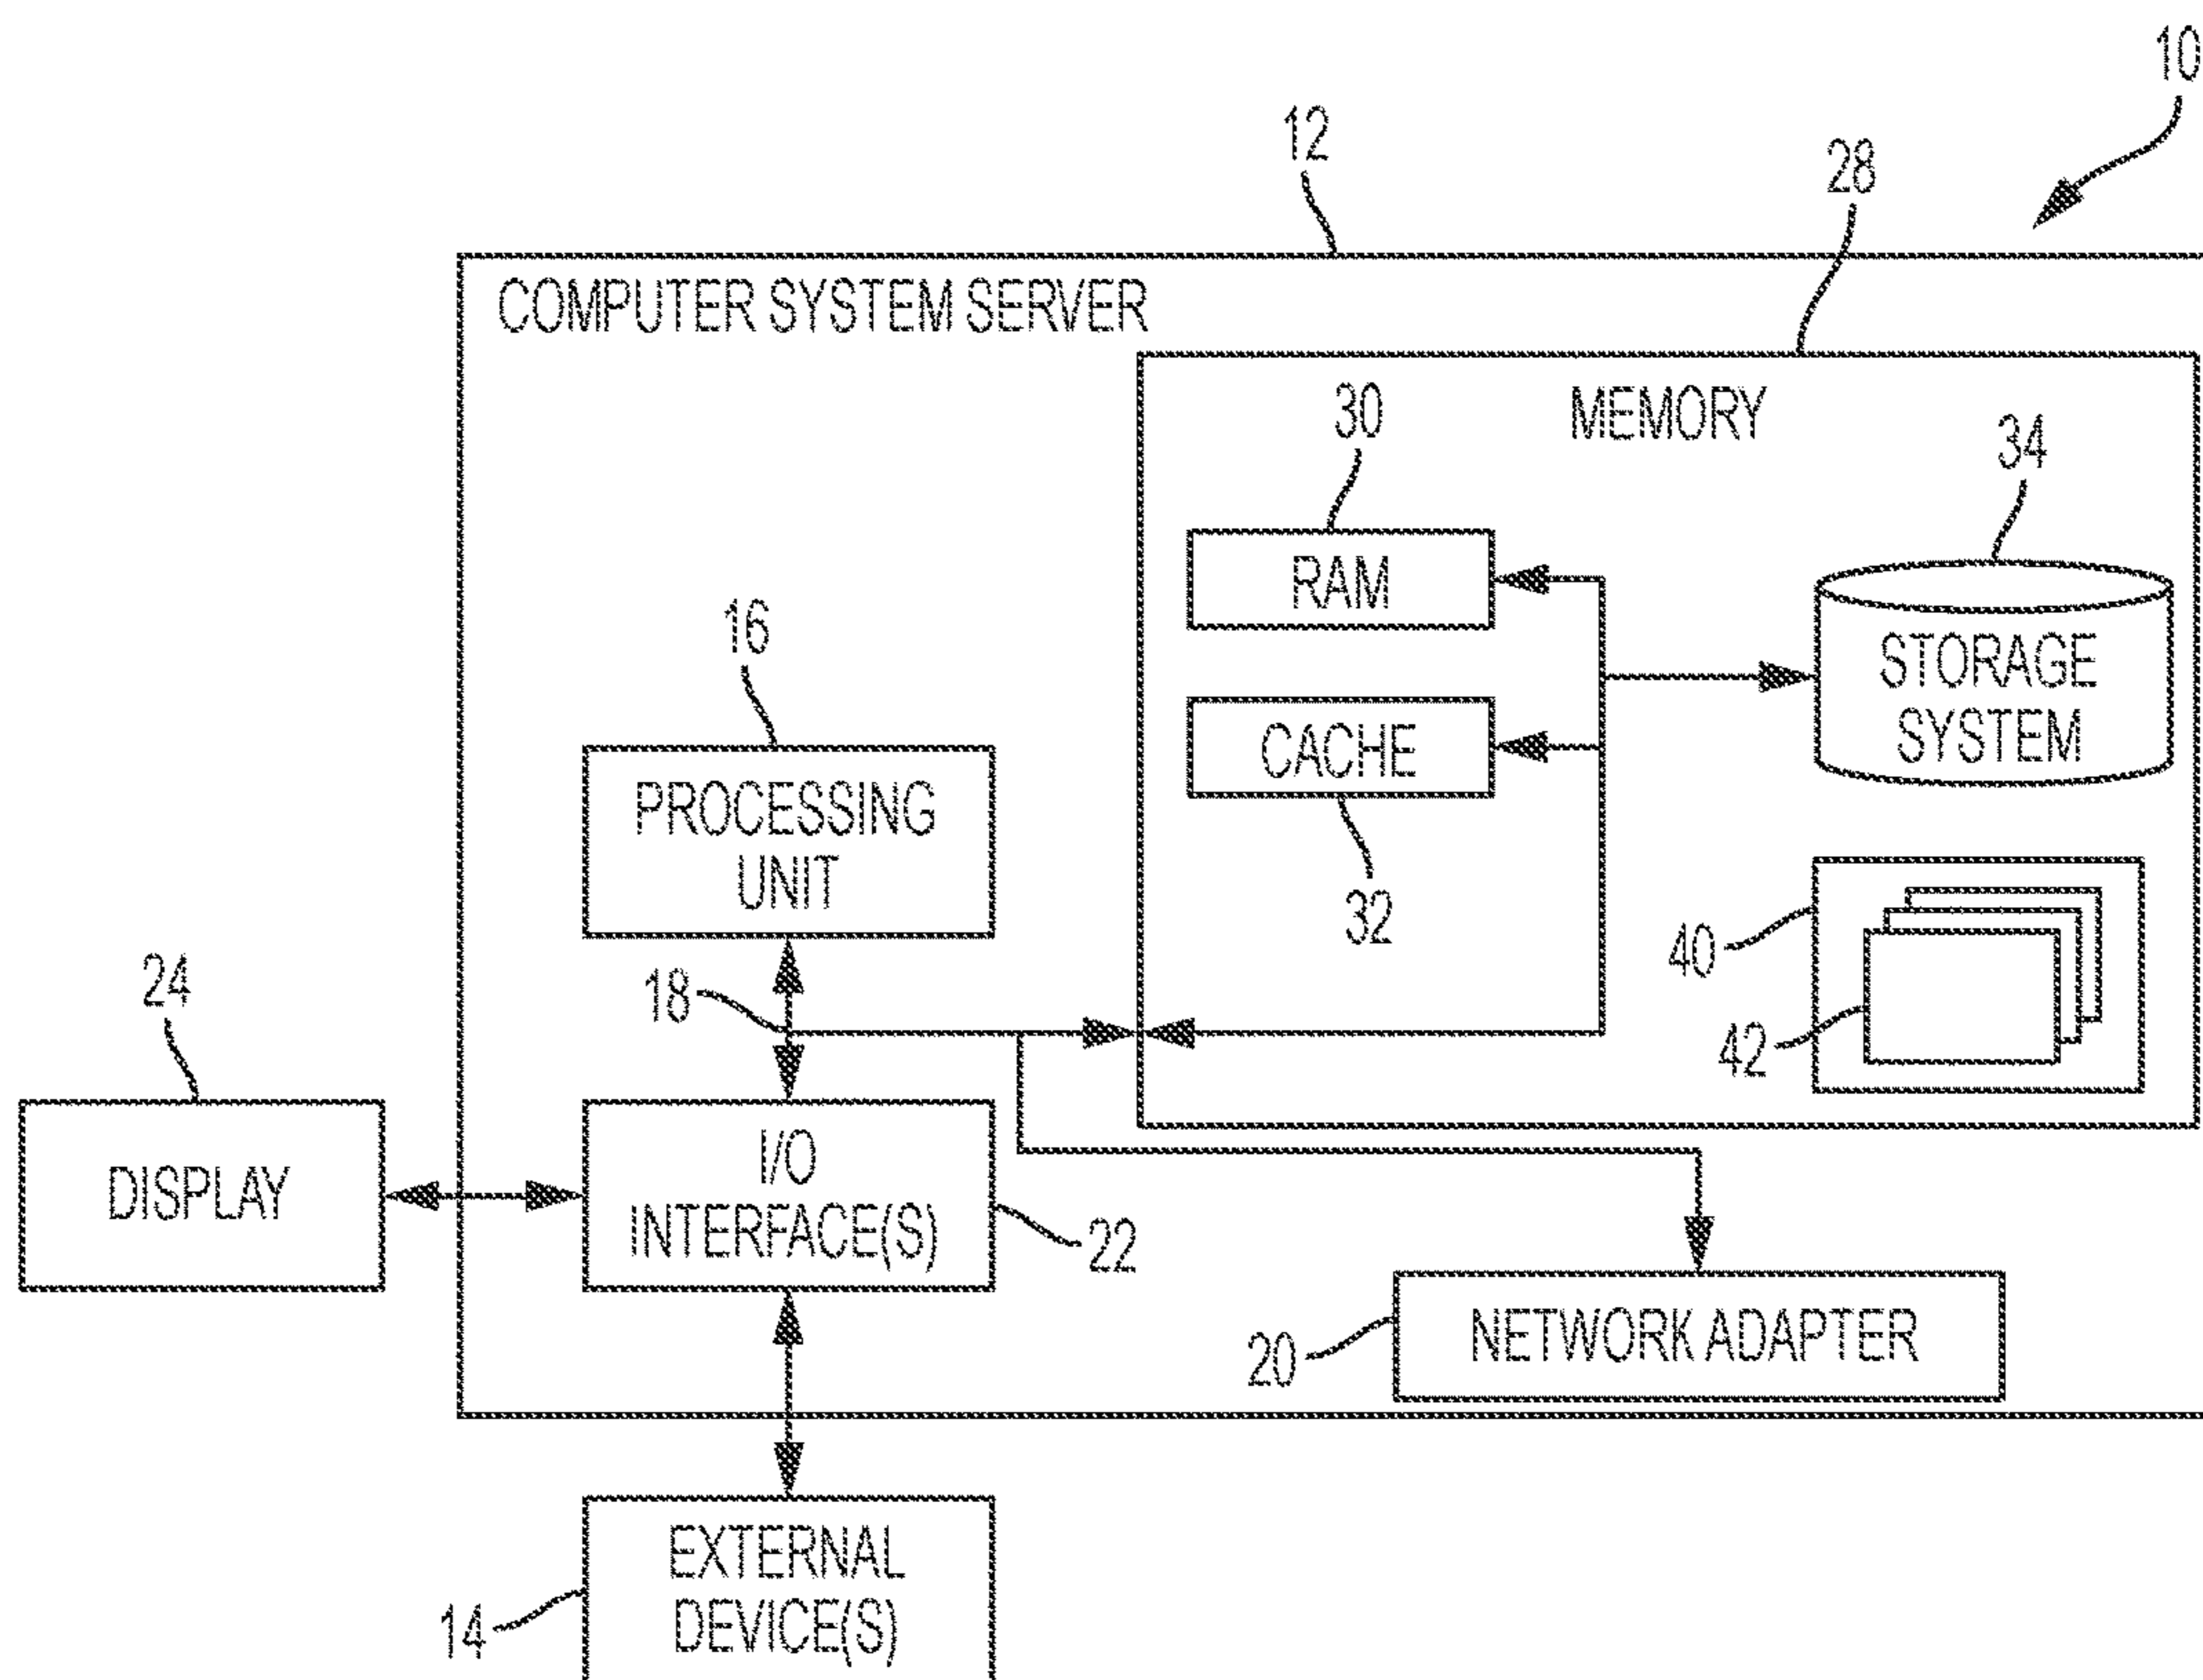 10
12
28
COMPUTER SYSTEM SERVER
MEMORY
30
34
RAM
16
STORAGE
SYSTEM
CACHE
PROCESSING
UNIT
32
40
24
18
42
DISPLAY
I/O
INTERFACE(S)
22
20
NETWORK ADAPTER
EXTERNAL
DEVICE(S)
14